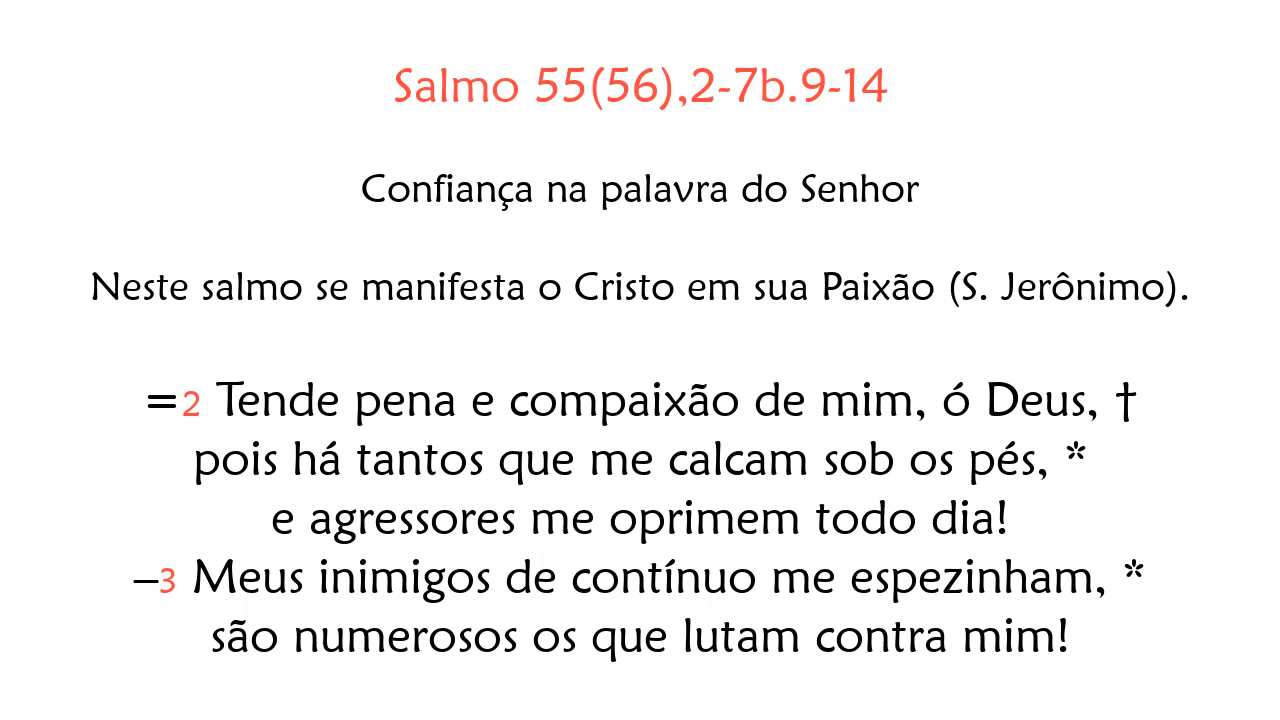 Salmo 55(56),2-7b.9-14
Confiança na palavra do Senhor
Neste salmo se manifesta o Cristo em sua Paixão (S. Jerônimo).
=2 Tende pena e compaixão de mim, ó Deus, †
pois há tantos que me calcam sob os pés, *
e agressores me oprimem todo dia!
–3 Meus inimigos de contínuo me espezinham, *
são numerosos os que lutam contra mim!